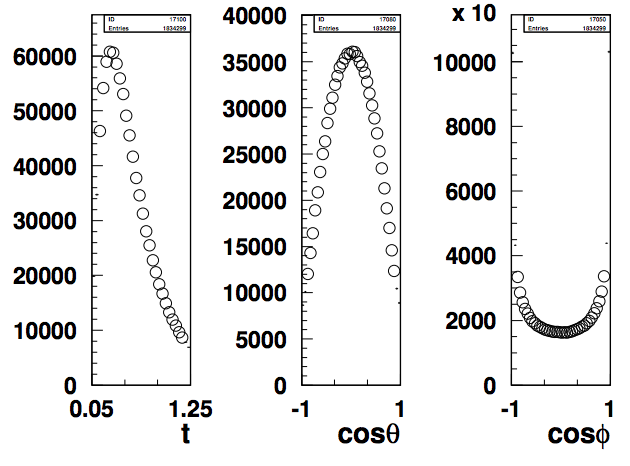 ID 17100
Entries 1834299
60000
50000
40000
30000
20000
10000
0
0.05 1.25
t
ID 17080
Entries 1834299
40000
35000
30000
25000
20000
15000
10000
5000
0
-1 1
cosθ
x 10
ID 17050
Entries 1834299
10000
8000
6000
4000
2000
0
-1 1
cosϕ